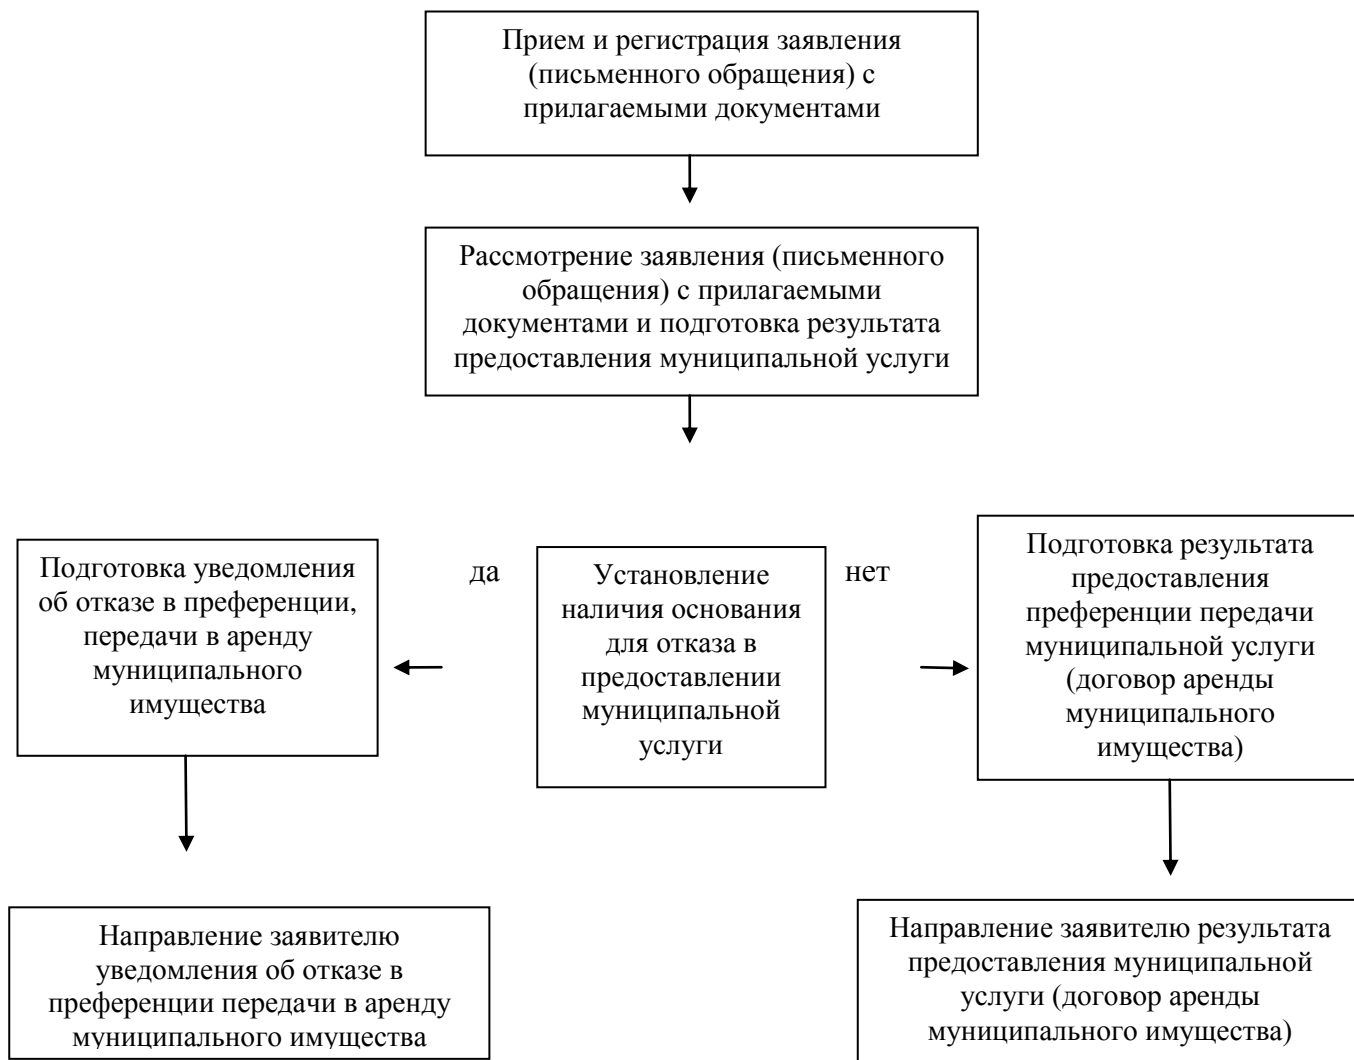 Прием и регистрация заявления
(письменного обращения) с
прилагаемыми документами
Рассмотрение заявления (письменного
обращения) с прилагаемыми
документами и подготовка результата
предоставления муниципальной услуги
Подготовка уведомления
об отказе в преференции,
передачи в аренду
муниципального
имущества
да
Установление
наличия основания
для отказа в
предоставлении
муниципальной
услуги
нет
Подготовка результата
предоставления
преференции передачи
муниципальной услуги
(договор аренды
муниципального
имущества)
Направление заявителю
уведомления об отказе в
преференции передачи в аренду
муниципального имущества
Направление заявителю результата
предоставления муниципальной
услуги (договор аренды
муниципального имущества)